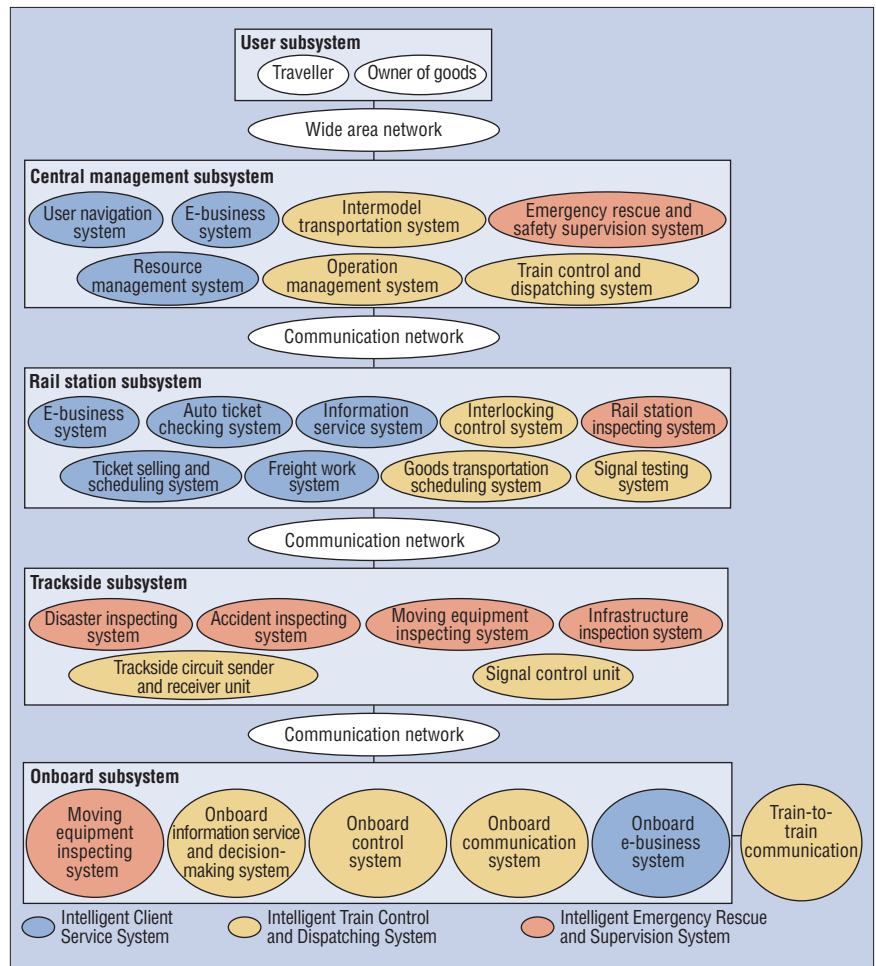 User subsystem
Traveller
Owner of goods
Wide area network
Central management subsystem
User navigation
system
E-business
system
Intermodel
transportation system
Emergency rescue and
safety supervision system
Resource
management system
Operation
management system
Train control and
dispatching system
Communication network
Rail station subsystem
E-business
system
Auto ticket
checking system
Information
service system
Interlocking
control system
Rail station
inspecting system
Ticket selling and
scheduling system
Freight work
system
Goods transportation
scheduling system
Signal testing
system
Communication network
Trackside subsystem
Disaster inspecting
system
Accident inspecting
system
Moving equipment
inspecting system
Infrastructure
inspection system
Trackside circuit sender
and receiver unit
Signal control unit
Communication network
Onboard subsystem
Moving
equipment
inspecting
system
Onboard
information service
and decision-
making system
Onboard
control
system
Onboard
communication
system
Onboard
e-business
system
Train-to-
train
communication
Intelligent Client
Service System
Intelligent Train Control
and Dispatching System
Intelligent Emergency Rescue
and Supervision System